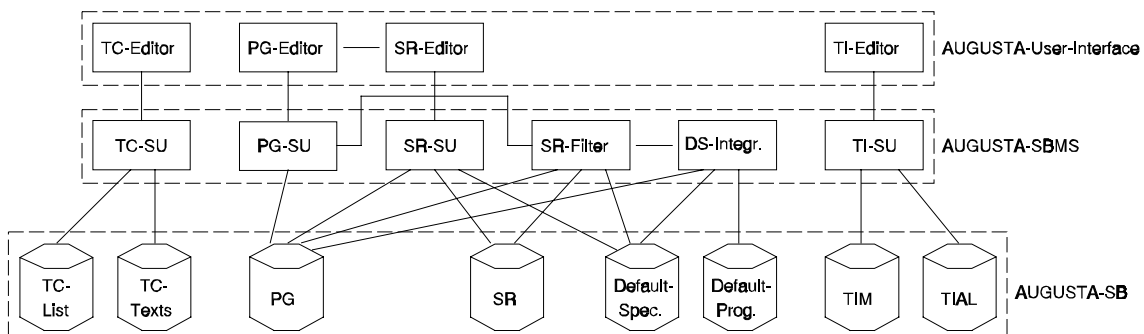 TC-Editor
PG-Editor
SR-Editor
TI-Editor
AUGUSTA-User-Interface
TC-SU
PG-SU
SR-SU
SR-Filter
DS-Integr.
TI-SU
AUGUSTA-SBMS
TC-
List
TC-
Texts
PG
SR
Default-
Spec.
Default-
Prog.
TIM
TIAL
AUGUSTA-SB